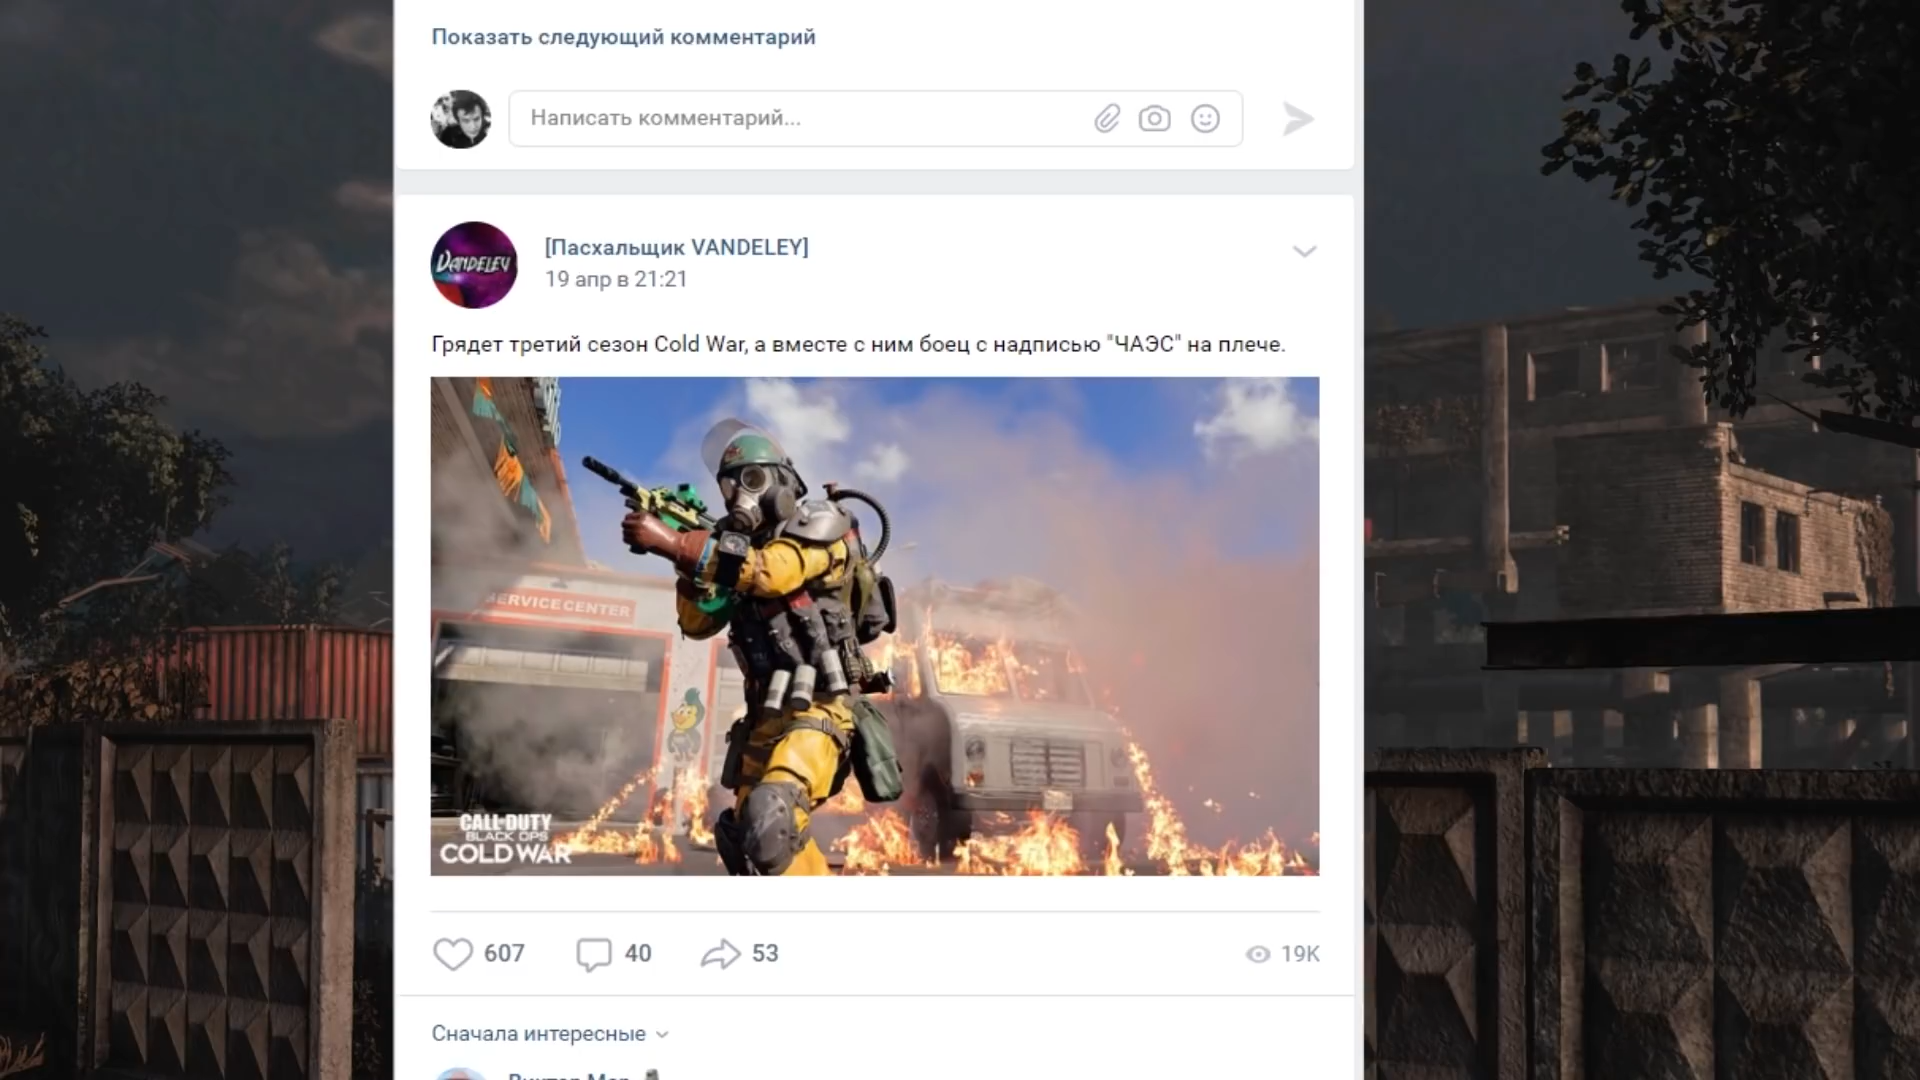 Показать следующий комментарий
Написать комментарий...
VANDELEY
[Пасхальщик VANDELEY]
19 апр в 21:21
Грядет третий сезон Cold War, а вместе с ним боец с надписью "ЧАЭС" на плече.
SERVICE CENTER
CALL OF DUTY
BLACK OPS
COLD WAR
607
40
53
19K
Сначала интересные